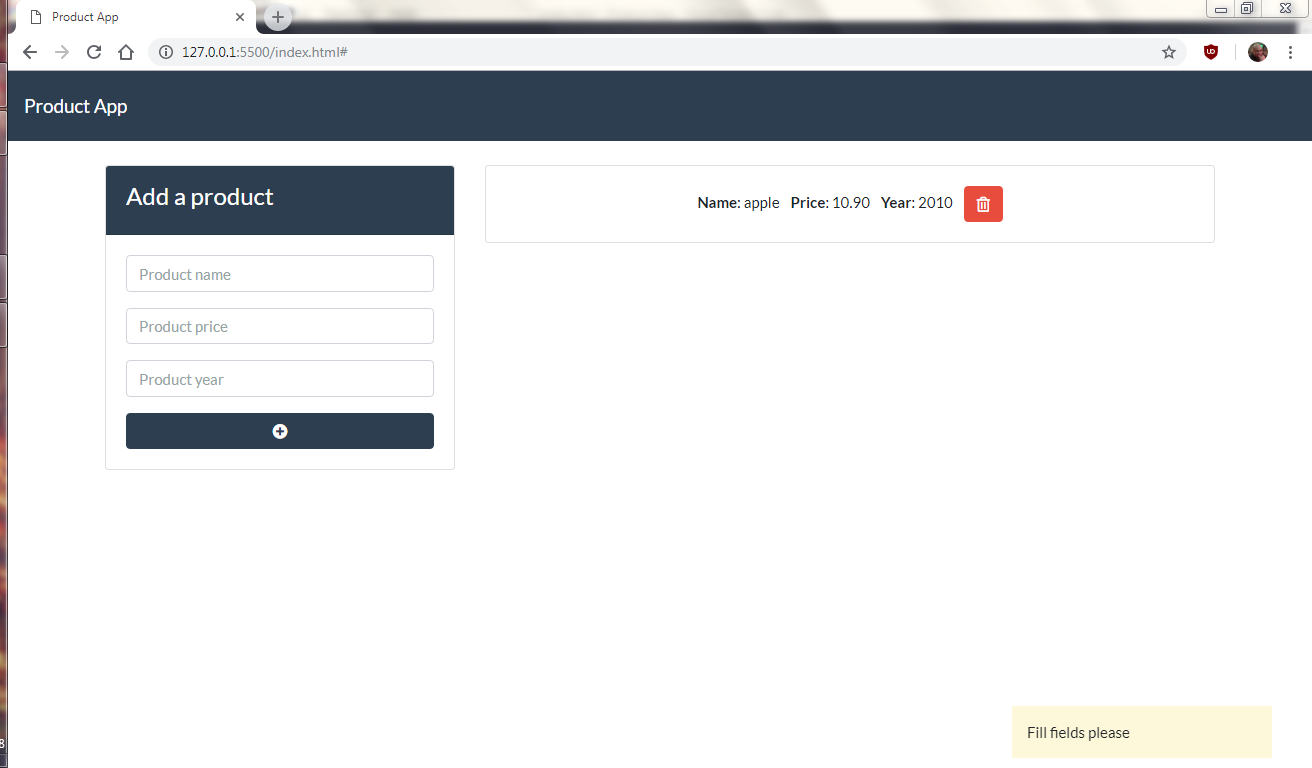 Product App
127.0.0.1:5500/index.html#
Product App
Add a product
Product name
Product price
Product year
Name: apple Price: 10.90 Year: 2010
Fill fields please
8